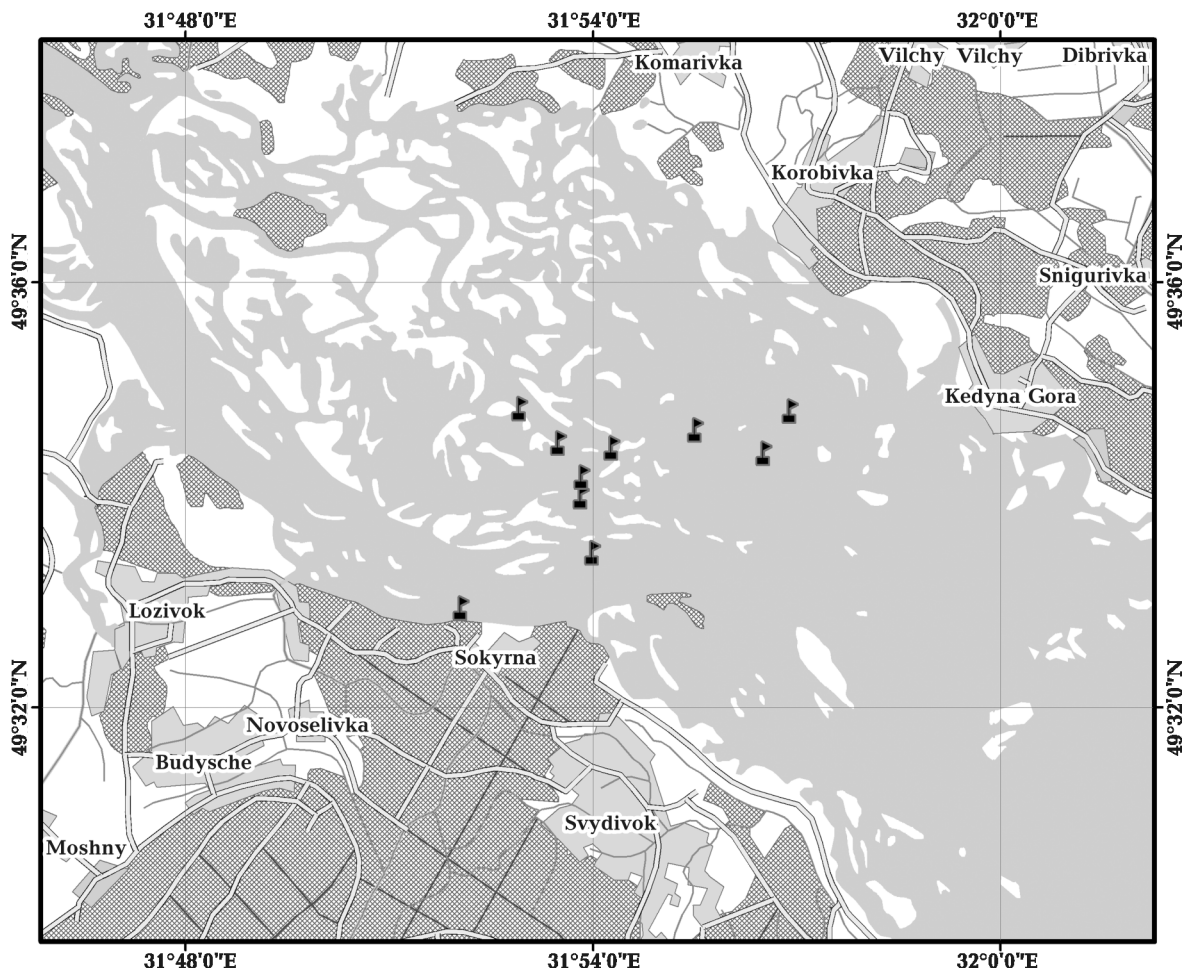 31°48'0"E 31°54'0"E 32°0'0"E
Komarivka Vilchy Vilchy Dibrivka
Korobivka
49°36'0"N 49°36'0"N
Snigurivka
Kedyna Gora
Lozivok
Sokyrna
49°32'0"N 49°32'0"N
Novoselivka
Budysche
Svydivok
Moshny
31°48'0"E 31°54'0"E 32°0'0"E